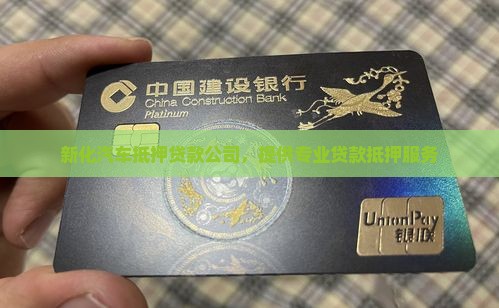 中国建设银行
China Construction Bank
Platinum
新化汽车抵押贷款公司，提供专业贷款抵押服务
UnionPay
银联